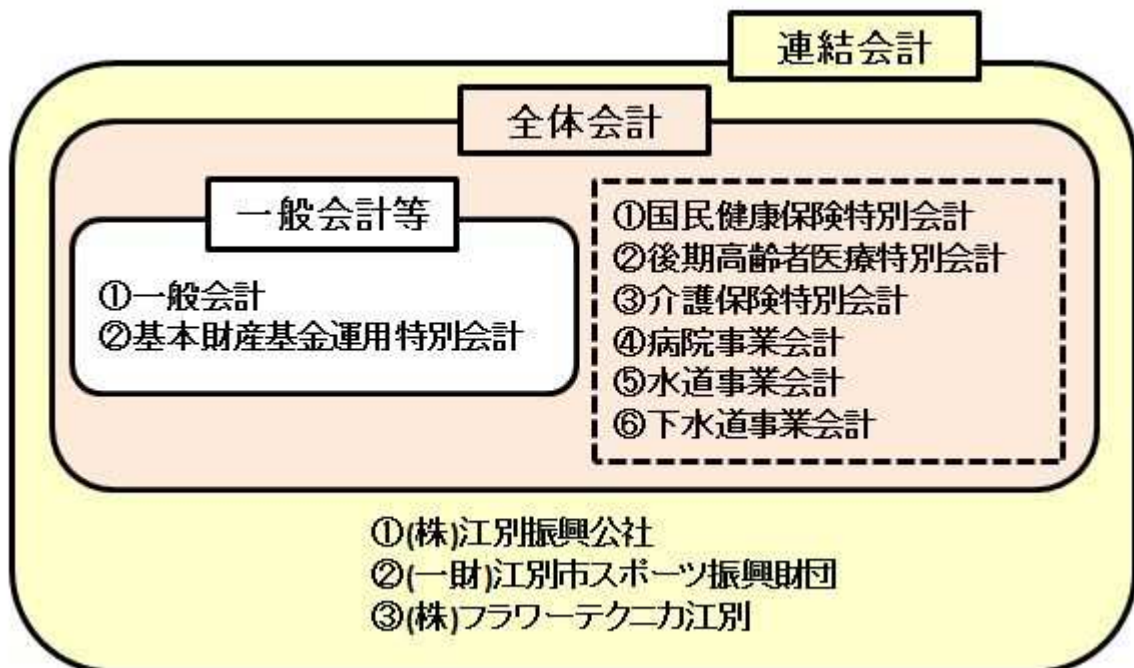 連結会計
全体会計
一般会計等
①一般会計
②基本財産基金運用特別会計
①国民健康保険特別会計
②後期高齢者医療特別会計
③介護保険特別会計
④病院事業会計
⑤水道事業会計
⑥下水道事業会計
①(株)江別振興公社
②(一財)江別市スポーツ振興財団
③(株)フラワーテクニカ江別